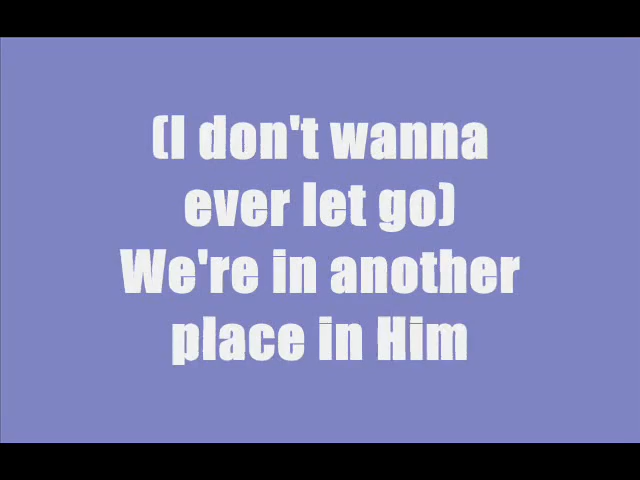 (I don't wanna
ever let go)
We're in another
place in Him